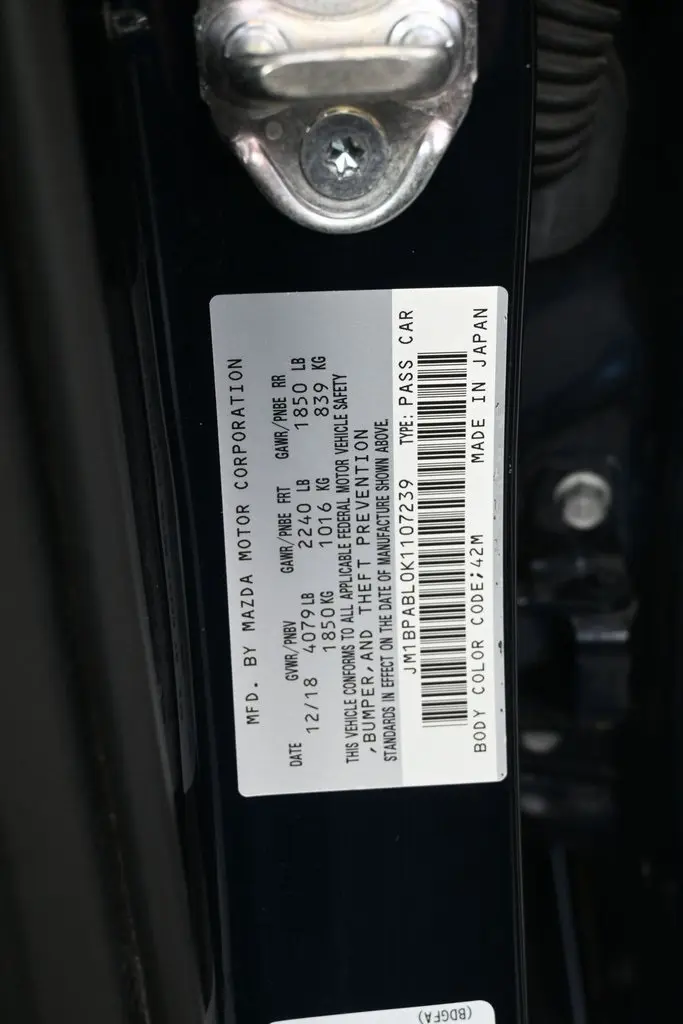 MFD. BY MAZDA MOTOR CORPORATION
DATE GVWR/PNBV GAWR/PNBE FRT GAWR/PNBE RR
12/18 4079LB 2240 LB 1850 LB
1850KG 1016 KG 839 KG
THIS VEHICLE CONFORMS TO ALL APPLICABLE FEDERAL MOTOR VEHICLE SAFETY
,BUMPER,AND THEFT PREVENTION
STANDARDS IN EFFECT ON THE DATE OF MANUFACTURE SHOWN ABOVE.
JM1BPABL0K1107239 TYPE: PASS CAR
BODY COLOR CODE;42M MADE IN JAPAN
(BDGFA)